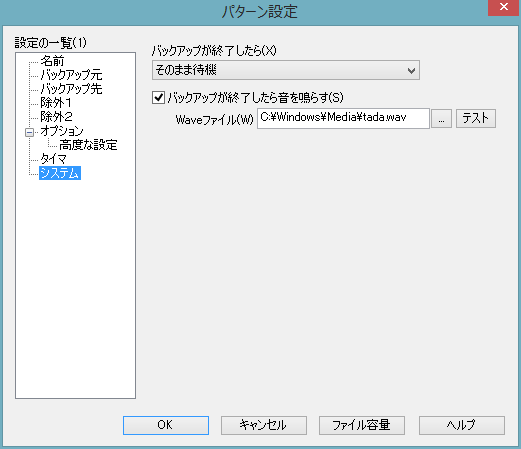 パターン設定
設定の一覧(1)
名前
バックアップ元
バックアップ先
除外1
除外2
オプション
高度な設定
タイマ
システム
バックアップが終了したら(X)
そのまま待機
バックアップが終了したら音を鳴らす(S)
Waveファイル(W) C:¥Windows¥Media¥tada.wav ... テスト
OK キャンセル ファイル容量 ヘルプ